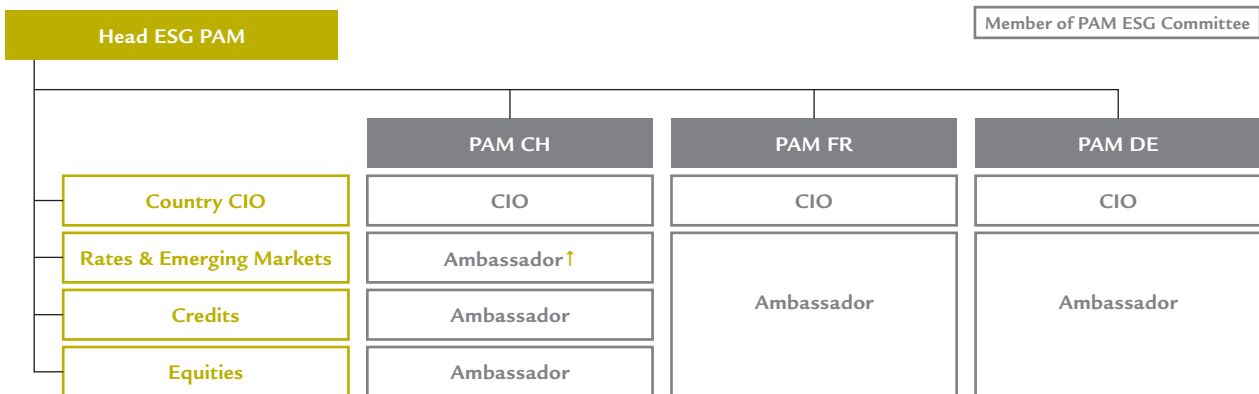 Head ESG PAM
Member of PAM ESG Committee
PAM CH
PAM FR
PAM DE
Country CIO
CIO
CIO
CIO
Rates & Emerging Markets
Ambassador↑
Credits
Ambassador
Ambassador
Ambassador
Equities
Ambassador